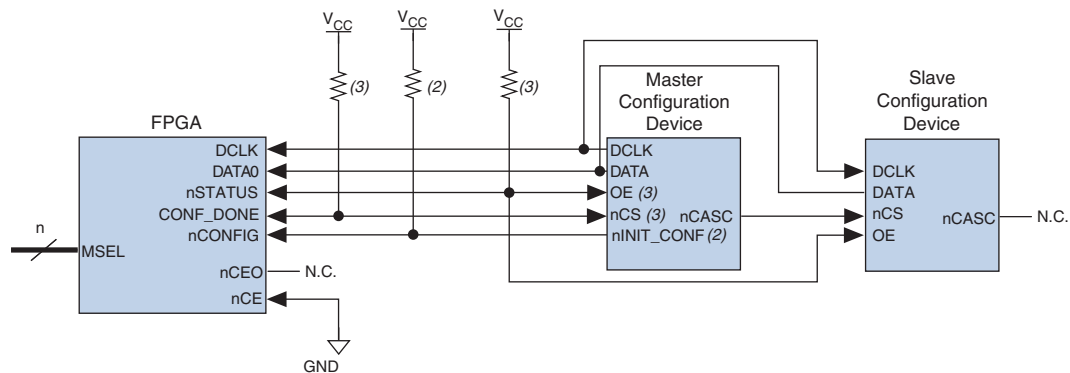 VCC
VCC
VCC
(3)
(2)
(3)
FPGA
DCLK
DATA0
nSTATUS
CONF_DONE
nCONFIG
MSEL
nCEO
nCE
n
N.C.
GND
Master
Configuration
Device
DCLK
DATA
OE (3)
nCS (3) nCASC
nINIT_CONF (2)
Slave
Configuration
Device
DCLK
DATA
nCS
nCASC
OE
N.C.